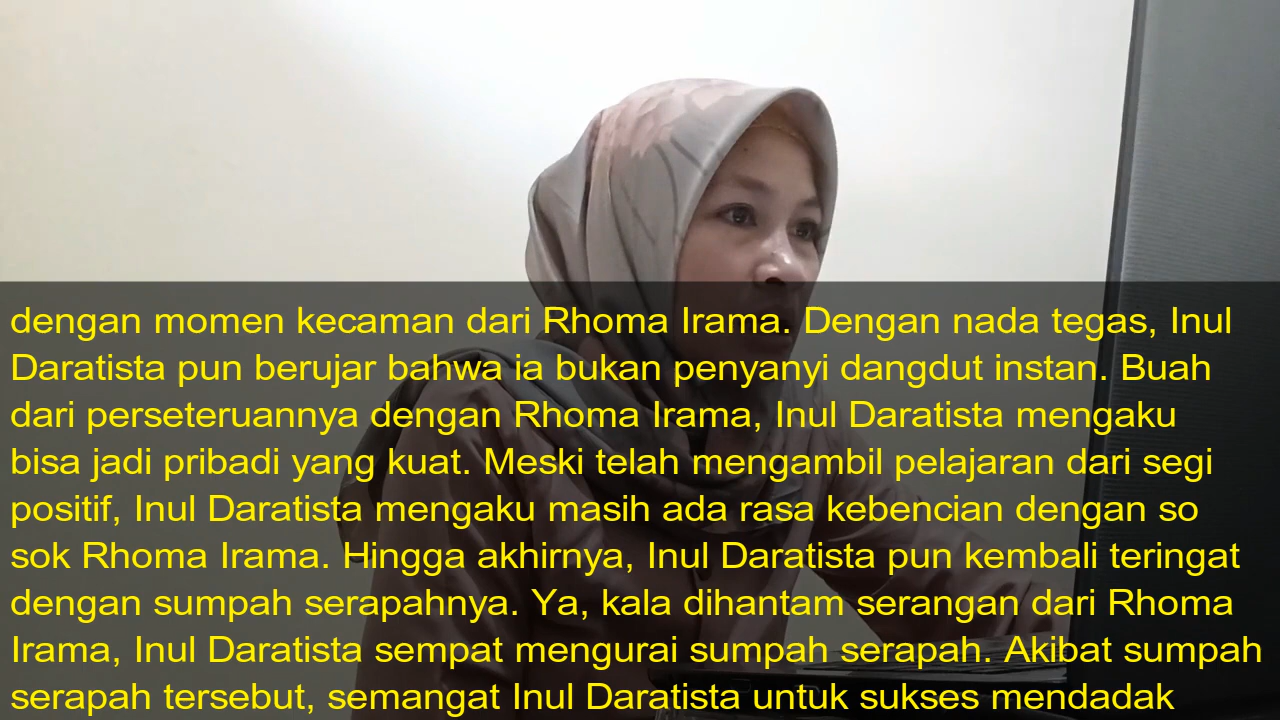 dengan momen kecaman dari Rhoma Irama. Dengan nada tegas, Inul
Daratista pun berujar bahwa ia bukan penyanyi dangdut instan. Buah
dari perseteruannya dengan Rhoma Irama, Inul Daratista mengaku
bisa jadi pribadi yang kuat. Meski telah mengambil pelajaran dari segi
positif, Inul Daratista mengaku masih ada rasa kebencian dengan so
sok Rhoma Irama. Hingga akhirnya, Inul Daratista pun kembali teringat
dengan sumpah serapahnya. Ya, kala dihantam serangan dari Rhoma
Irama, Inul Daratista sempat mengurai sumpah serapah. Akibat sumpah
serapah tersebut, semangat Inul Daratista untuk sukses mendadak